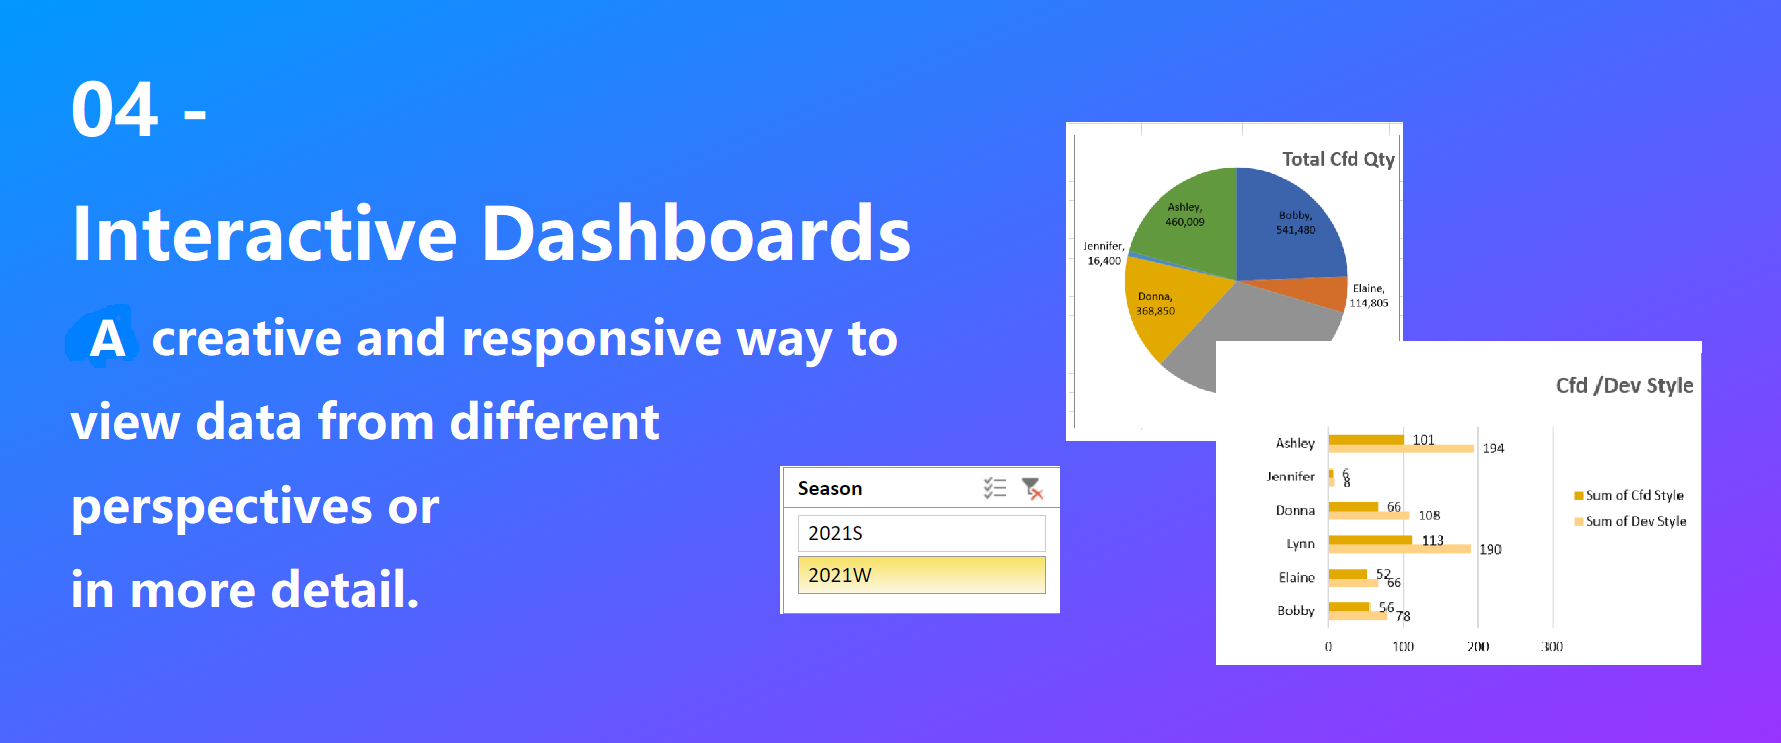 04 -
Interactive Dashboards
A creative and responsive way to
view data from different
perspectives or
in more detail.
Season
2021S
2021W
Total Cfd Qty
Ashley,
460,009
Bobby,
541,480
Jennifer,
16,400
Elaine,
114,805
Donna,
368,850
Cfd /Dev Style
Ashley 101 194
Jennifer 6 8
Donna 66 108
Lynn 113 190
Elaine 52 66
Bobby 56 78
0 100 200 300
Sum of Cfd Style
Sum of Dev Style